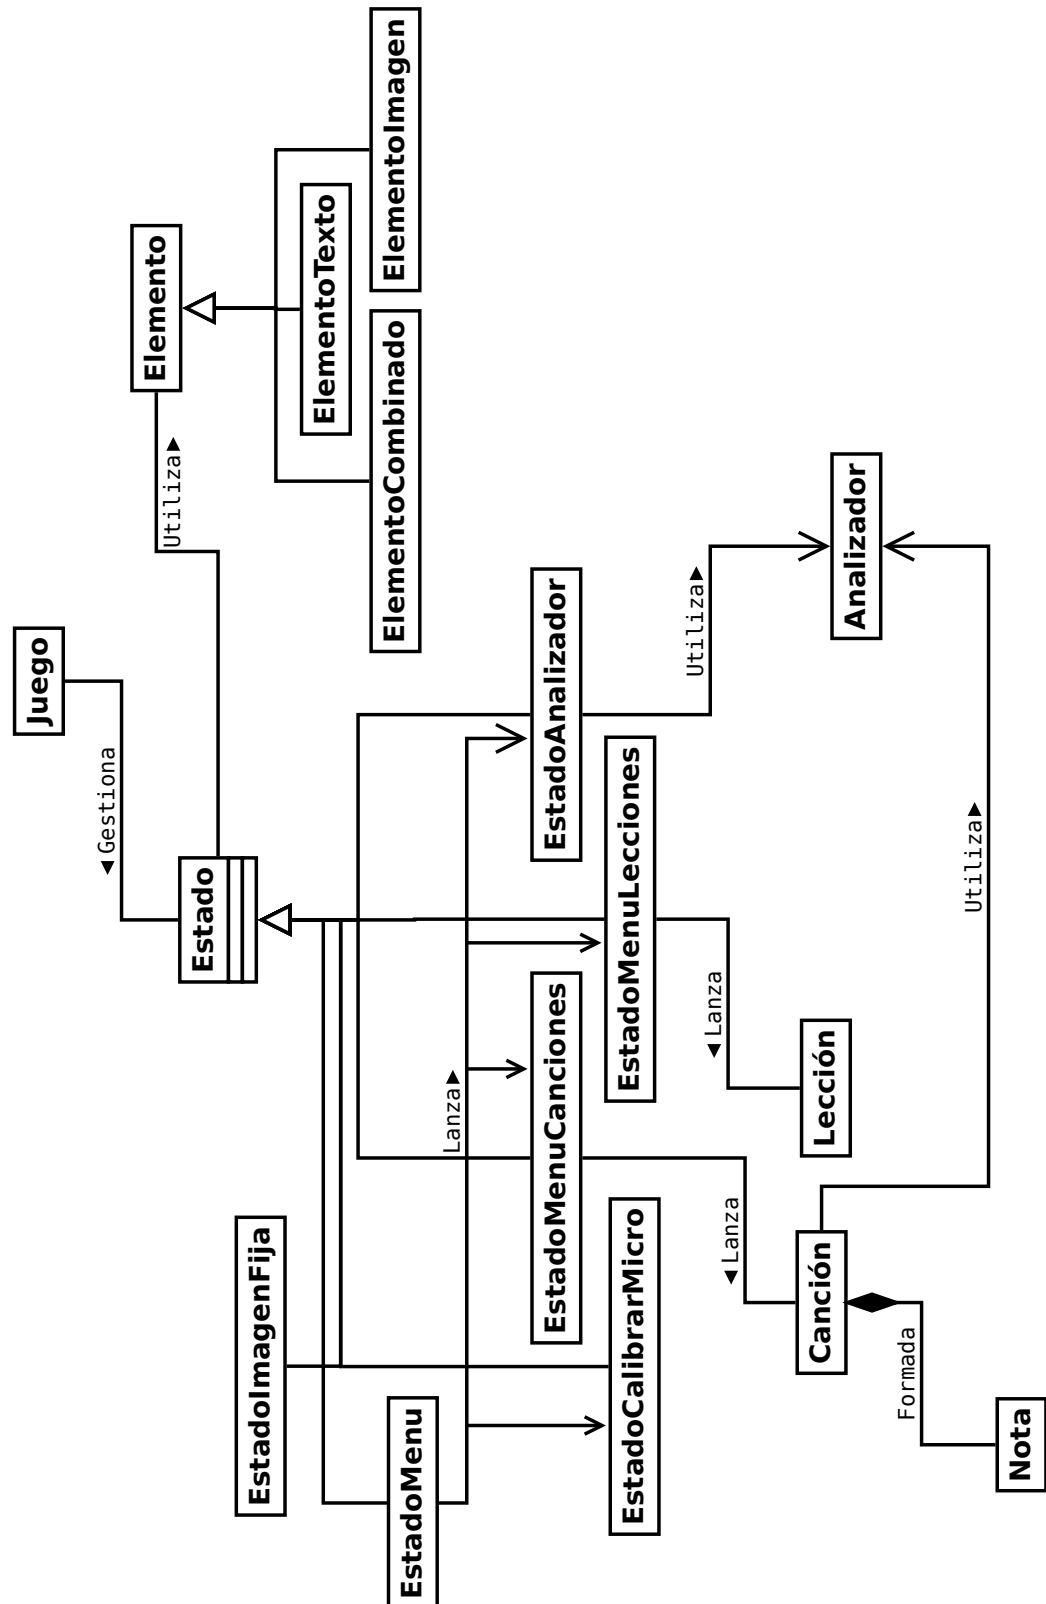 Juego
◀ Gestiona
Estado
Utiliza▶
Elemento
ElementoTexto
ElementoCombinado
ElementoImagen
EstadoImagenFija
EstadoMenu
Lanza▶
EstadoMenuCanciones
EstadoAnalizador
EstadoCalibrarMicro
EstadoMenuLecciones
Utiliza▶
◀ Lanza
◀ Lanza
Canción
Lección
Analizador
Formada
Utiliza▶
Nota